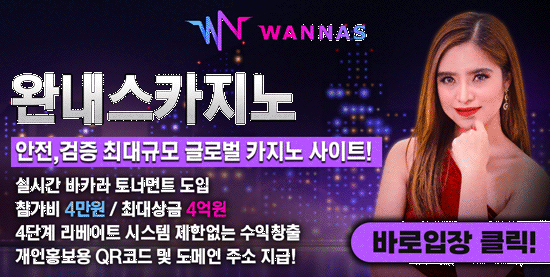 WANNAS
완내스카지노
안전,검증 최대규모 글로벌 카지노 사이트!
실시간 바카라 토너먼트 도입
참가비 4만원 / 최대상금 4억원
4단계 리베이트 시스템 제한없는 수익창출
개인홍보용 QR코드 및 도메인 주소 지급!
바로입장 클릭!